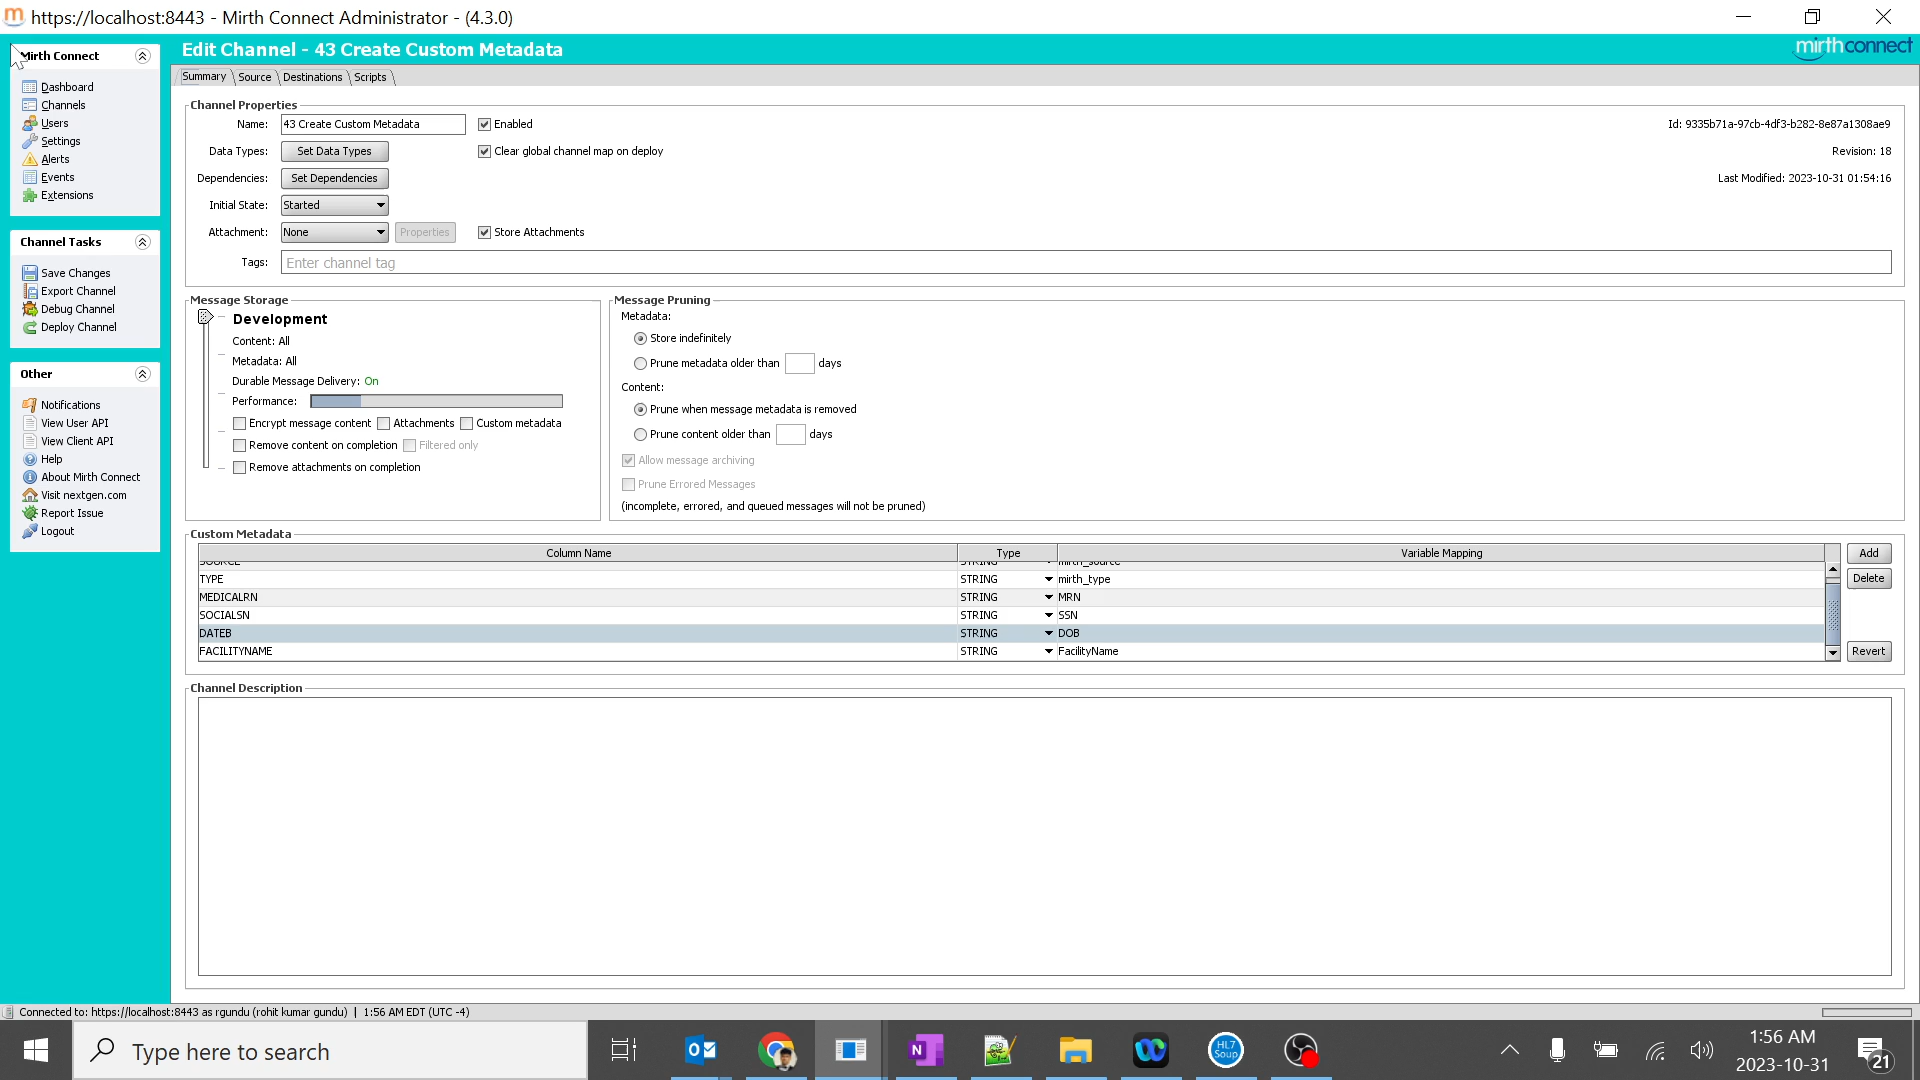 https://localhost:8443 - Mirth Connect Administrator - (4.3.0)
Mirth Connect
Dashboard
Channels
Users
Settings
Alerts
Events
Extensions
Channel Tasks
Save Changes
Export Channel
Debug Channel
Deploy Channel
Other
Notifications
View User API
View Client API
Help
About Mirth Connect
Visit nextgen.com
Report Issue
Logout
Edit Channel - 43 Create Custom Metadata
mirthconnect
Summary Source Destinations Scripts
Channel Properties
Name: 43 Create Custom Metadata Enabled Id: 9335b71a-97cb-4df3-b282-8e87a1308ae9
Data Types: Set Data Types Clear global channel map on deploy Revision: 18
Dependencies: Set Dependencies Last Modified: 2023-10-31 01:54:16
Initial State: Started
Attachment: None Properties Store Attachments
Tags: Enter channel tag
Message Storage
Development
Content: All
Metadata: All
Durable Message Delivery: On
Performance:
Encrypt message content Attachments Custom metadata
Remove content on completion Filtered only
Remove attachments on completion
Message Pruning
Metadata:
Store indefinitely
Prune metadata older than days
Content:
Prune when message metadata is removed
Prune content older than days
Allow message archiving
Prune Errored Messages
(incomplete, errored, and queued messages will not be pruned)
Custom Metadata
Column Name Type Variable Mapping Add
SOURCE STRING mirth_source
TYPE STRING mirth_type Delete
MEDICALRN STRING MRN
SOCIALSN STRING SSN
DATEB STRING DOB
FACILITYNAME STRING FacilityName Revert
Channel Description
Connected to: https://localhost:8443 as rgundu (rohit kumar gundu) | 1:56 AM EDT (UTC -4)
Type here to search
HL7
Soup
1:56 AM
2023-10-31
21